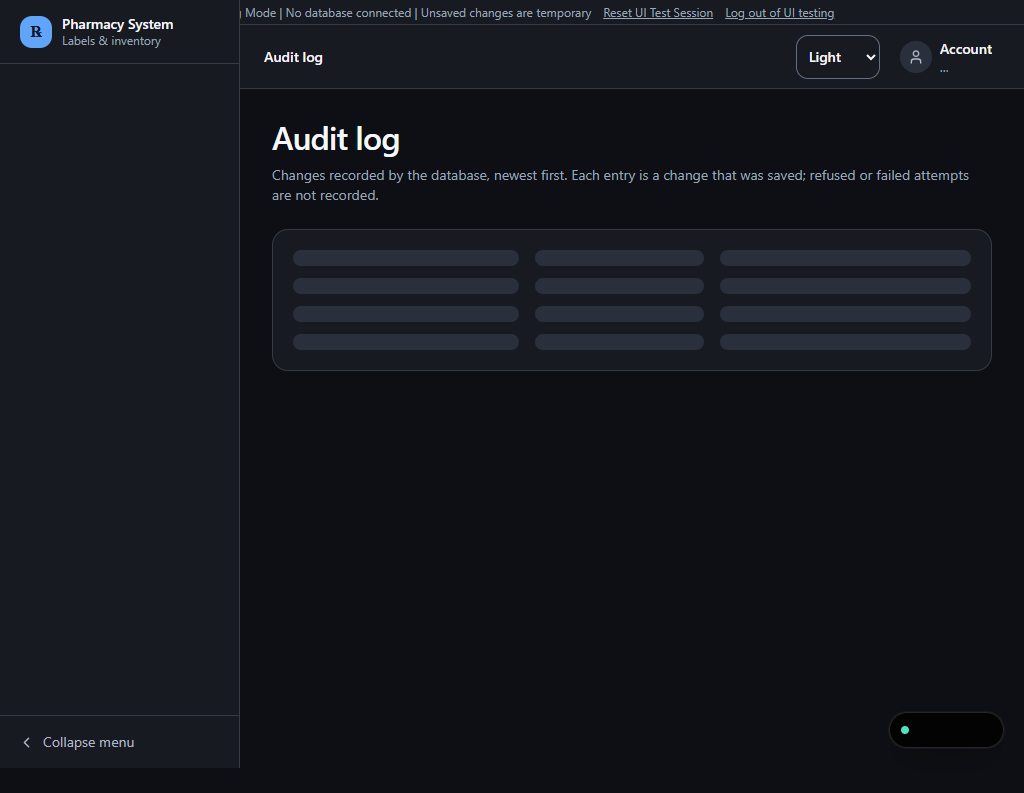 ℞
Pharmacy System
Labels & inventory
Mode | No database connected | Unsaved changes are temporary Reset UI Test Session Log out of UI testing
Audit log
Light
Account
...
Audit log
Changes recorded by the database, newest first. Each entry is a change that was saved; refused or failed attempts
are not recorded.
Collapse menu